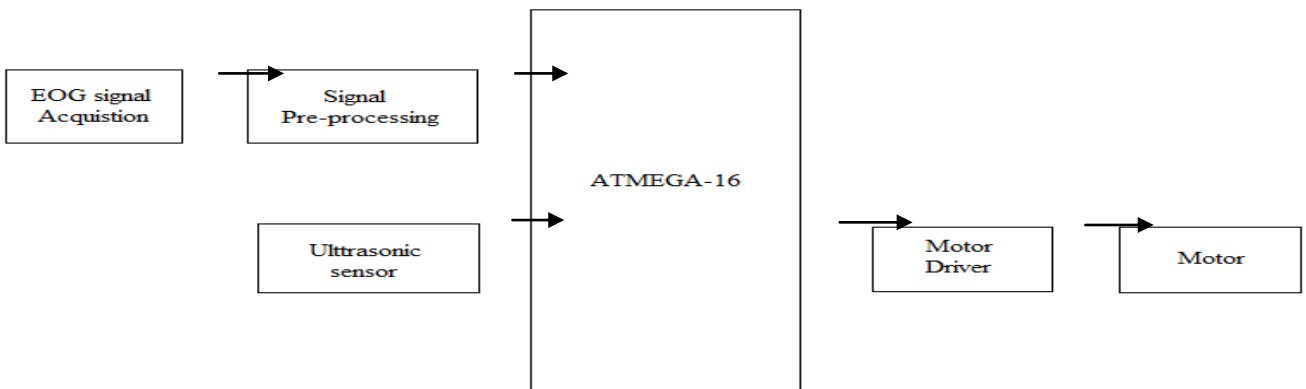 EOG signal
Acquistion
Signal
Pre-processing
ATMEGA-16
Ulttrasonic
sensor
Motor
Driver
Motor